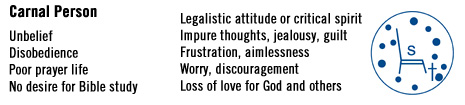 Carnal Person
Unbelief
Disobedience
Poor prayer life
No desire for Bible study
Legalistic attitude or critical spirit
Impure thoughts, jealousy, guilt
Frustration, aimlessness
Worry, discouragement
Loss of love for God and others
S